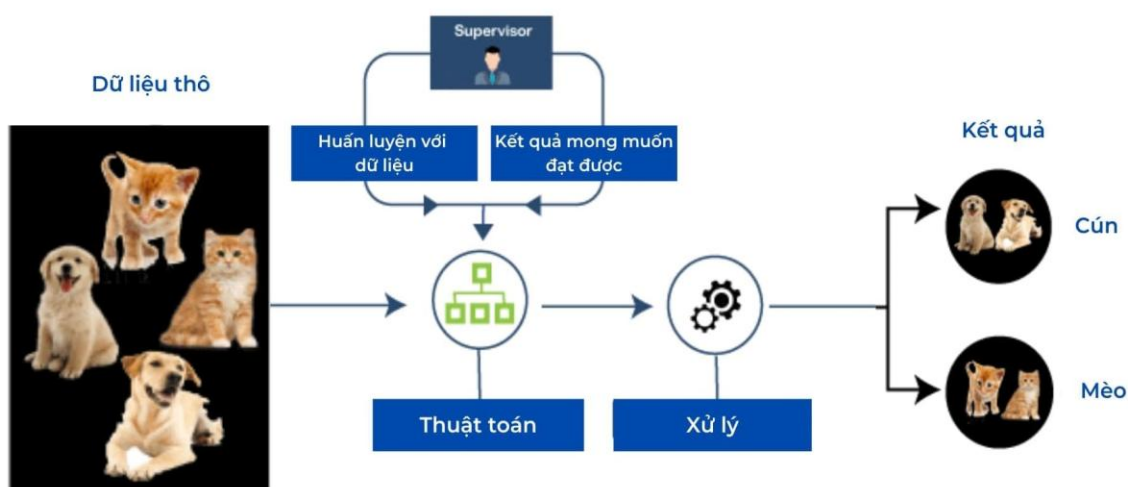 Supervisor
Dữ liệu thô
Huấn luyện với
dữ liệu
Kết quả mong muốn
đạt được
Kết quả
Cún
Mèo
Thuật toán
Xử lý